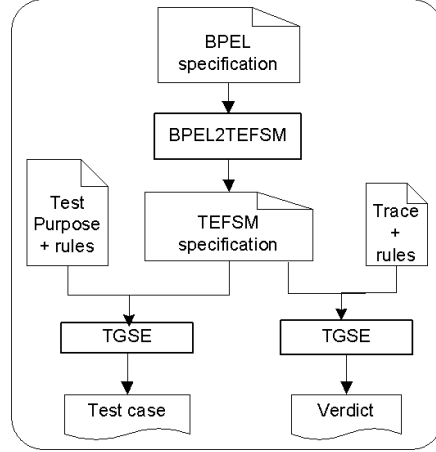 BPEL
specification
BPEL2TEFSM
Test
Purpose
+ rules
TEFSM
specification
Trace
+
rules
TGSE
TGSE
Test case
Verdict